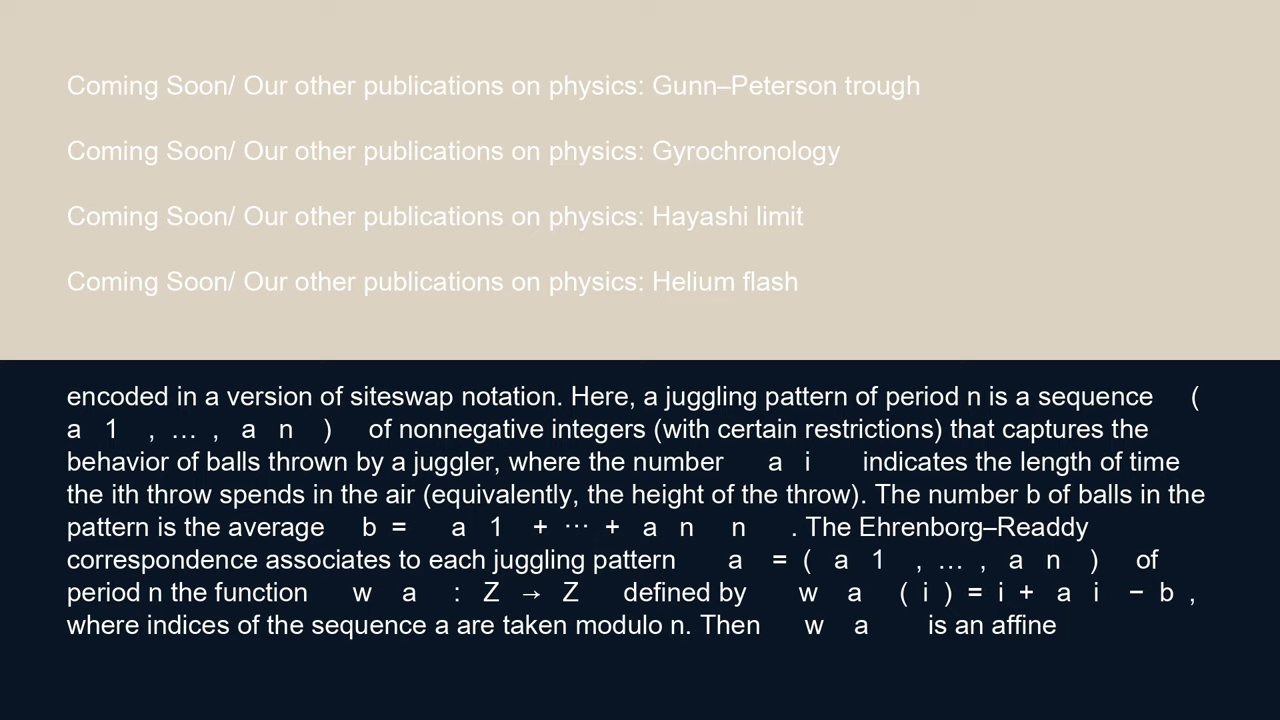 Coming Soon/ Our other publications on physics: Gunn–Peterson trough
Coming Soon/ Our other publications on physics: Gyrochronology
Coming Soon/ Our other publications on physics: Hayashi limit
Coming Soon/ Our other publications on physics: Helium flash
encoded in a version of siteswap notation. Here, a juggling pattern of period n is a sequence (
a 1 , … , a n ) of nonnegative integers (with certain restrictions) that captures the
behavior of balls thrown by a juggler, where the number a i indicates the length of time
the ith throw spends in the air (equivalently, the height of the throw). The number b of balls in the
pattern is the average b = a 1 + ⋯ + a n n . The Ehrenborg–Readdy
correspondence associates to each juggling pattern a = ( a 1 , … , a n ) of
period n the function w a : Z → Z defined by w a ( i ) = i + a i − b ,
where indices of the sequence a are taken modulo n. Then w a is an affine